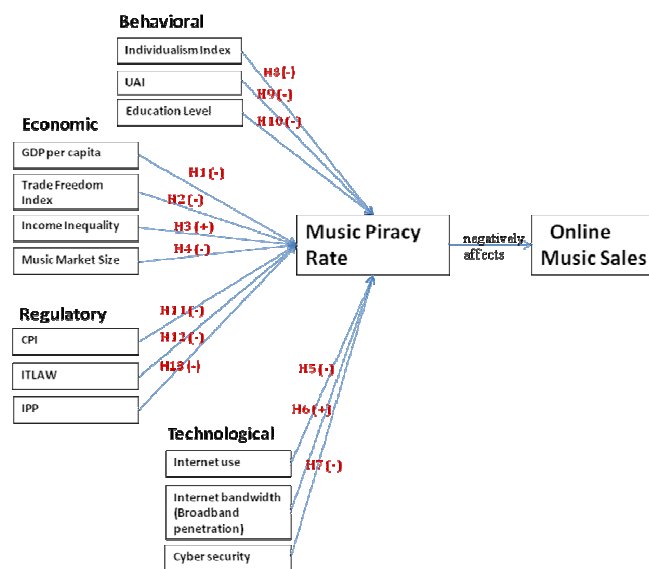 Behavioral
Individualism Index
UAI
Education Level
H8(-)
H9(-)
H10(-)
Economic
GDP per capita
Trade Freedom
Index
Income Inequality
Music Market Size
H1(-)
H2(-)
H3(+)
H4(-)
Music Piracy
Rate
negatively
affects
Online
Music Sales
Regulatory
CPI
ITLAW
IPP
H11(-)
H12(-)
H13(-)
Technological
Internet use
Internet bandwidth
(Broadband
penetration)
Cyber security
H5(-)
H6(+)
H7(-)